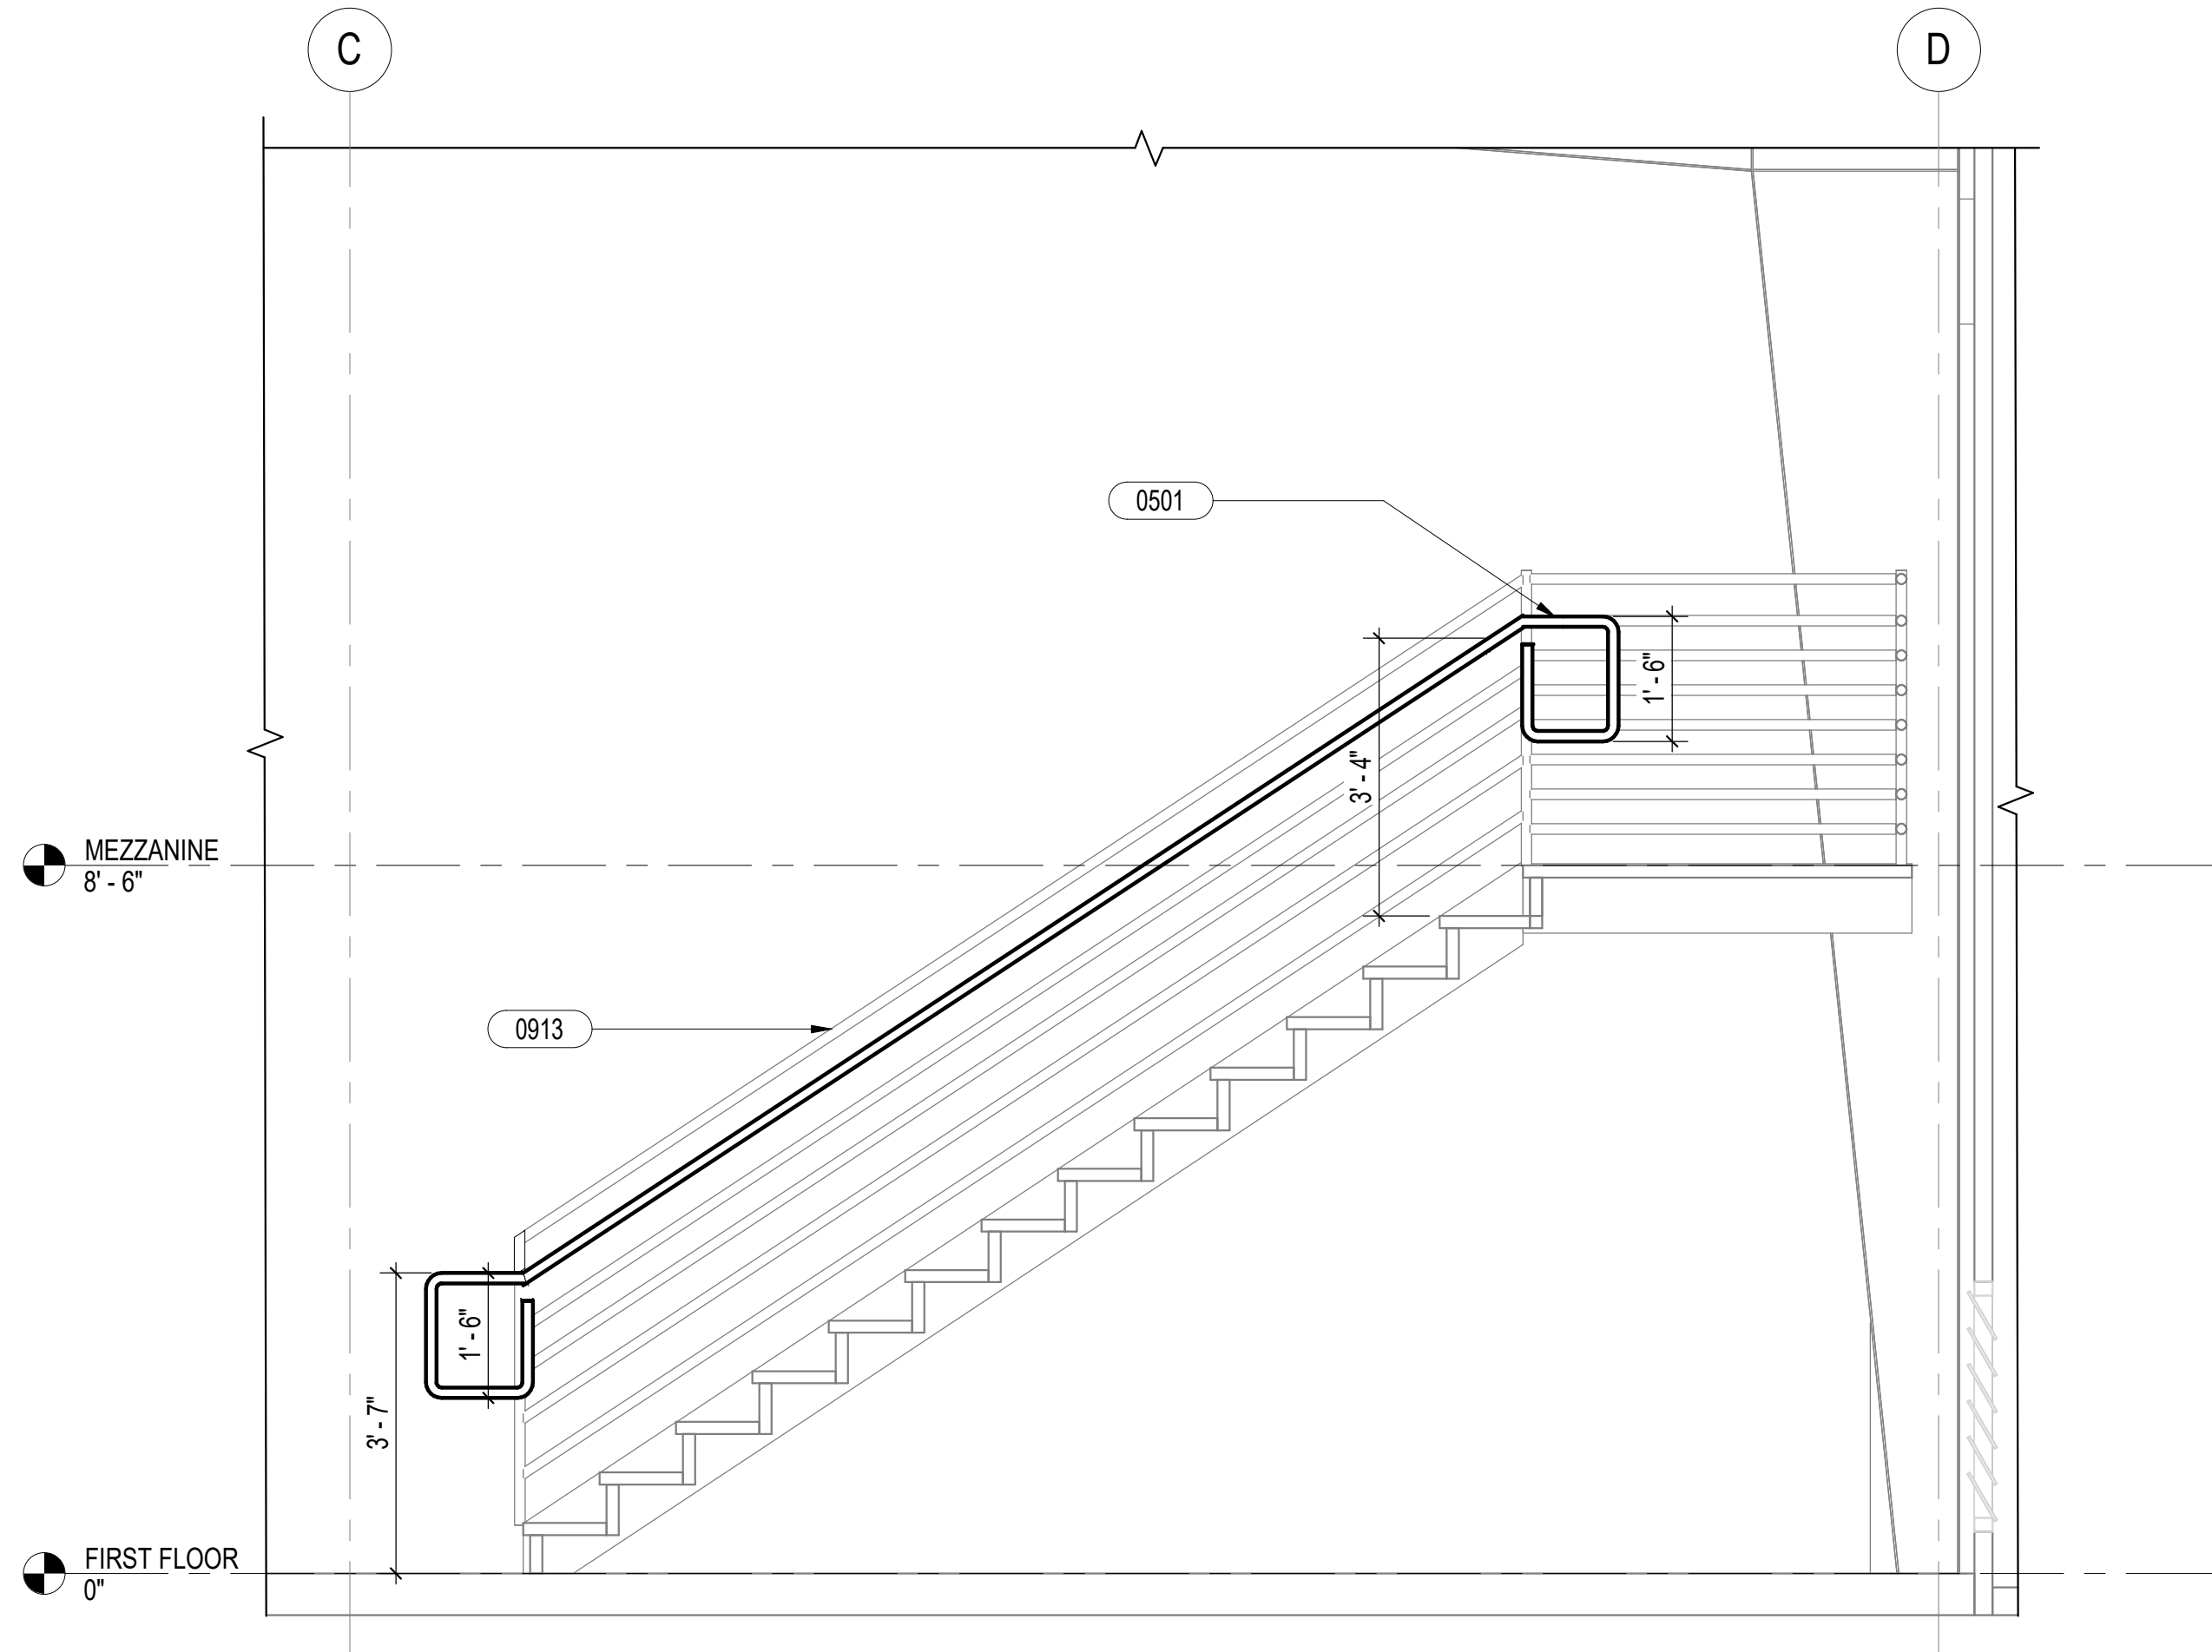 C
D
0501
1' - 6"
3' - 4"
MEZZANINE
8' - 6"
0913
1' - 6"
3' - 7"
FIRST FLOOR
0"